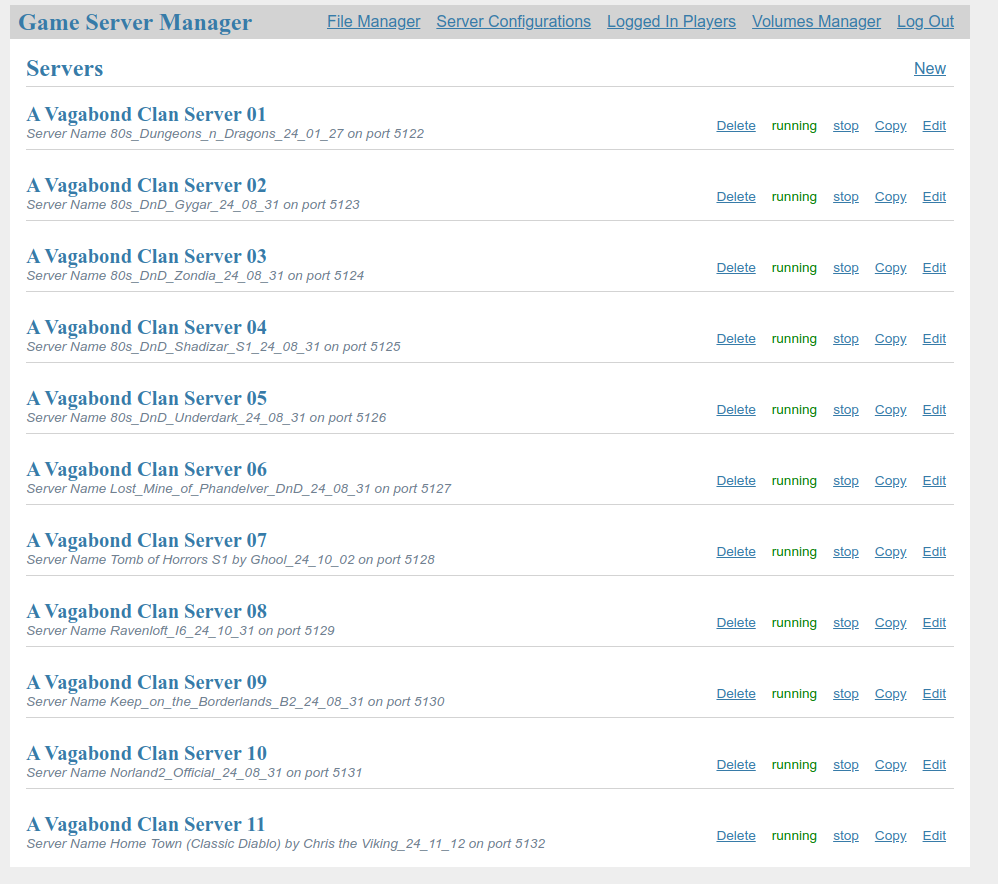 Game Server Manager File Manager Server Configurations Logged In Players Volumes Manager Log Out
Servers New
A Vagabond Clan Server 01
Server Name 80s_Dungeons_n_Dragons_24_01_27 on port 5122
Delete running stop Copy Edit
A Vagabond Clan Server 02
Server Name 80s_DnD_Gygar_24_08_31 on port 5123
Delete running stop Copy Edit
A Vagabond Clan Server 03
Server Name 80s_DnD_Zondia_24_08_31 on port 5124
Delete running stop Copy Edit
A Vagabond Clan Server 04
Server Name 80s_DnD_Shadizar_S1_24_08_31 on port 5125
Delete running stop Copy Edit
A Vagabond Clan Server 05
Server Name 80s_DnD_Underdark_24_08_31 on port 5126
Delete running stop Copy Edit
A Vagabond Clan Server 06
Server Name Lost_Mine_of_Phandelver_DnD_24_08_31 on port 5127
Delete running stop Copy Edit
A Vagabond Clan Server 07
Server Name Tomb of Horrors S1 by Ghool_24_10_02 on port 5128
Delete running stop Copy Edit
A Vagabond Clan Server 08
Server Name Ravenloft_I6_24_10_31 on port 5129
Delete running stop Copy Edit
A Vagabond Clan Server 09
Server Name Keep_on_the_Borderlands_B2_24_08_31 on port 5130
Delete running stop Copy Edit
A Vagabond Clan Server 10
Server Name Norland2_Official_24_08_31 on port 5131
Delete running stop Copy Edit
A Vagabond Clan Server 11
Server Name Home Town (Classic Diablo) by Chris the Viking_24_11_12 on port 5132
Delete running stop Copy Edit